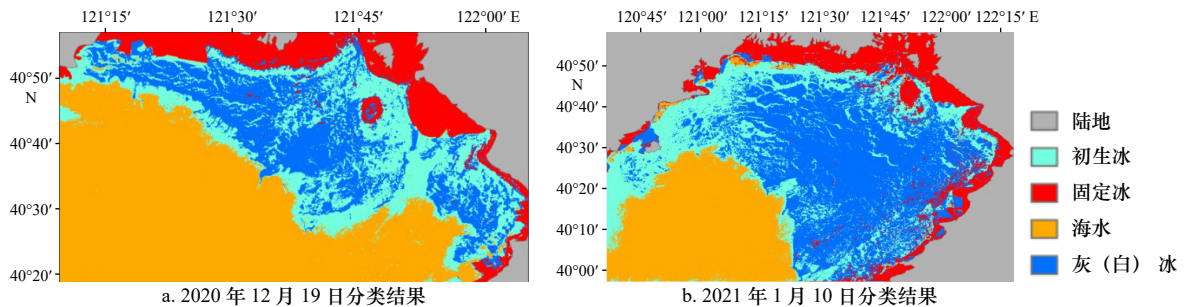 121°15′ 121°30′ 121°45′ 122°00′ E
40°50′
N
40°40′
40°30′
40°20′
a. 2020 年 12 月 19 日分类结果
120°45′ 121°00′ 121°15′ 121°30′ 121°45′ 122°00′ 122°15′ E
40°50′
N
40°40′
40°30′
40°20′
40°10′
40°00′
b. 2021 年 1 月 10 日分类结果
陆地
初生冰
固定冰
海水
灰（白） 冰